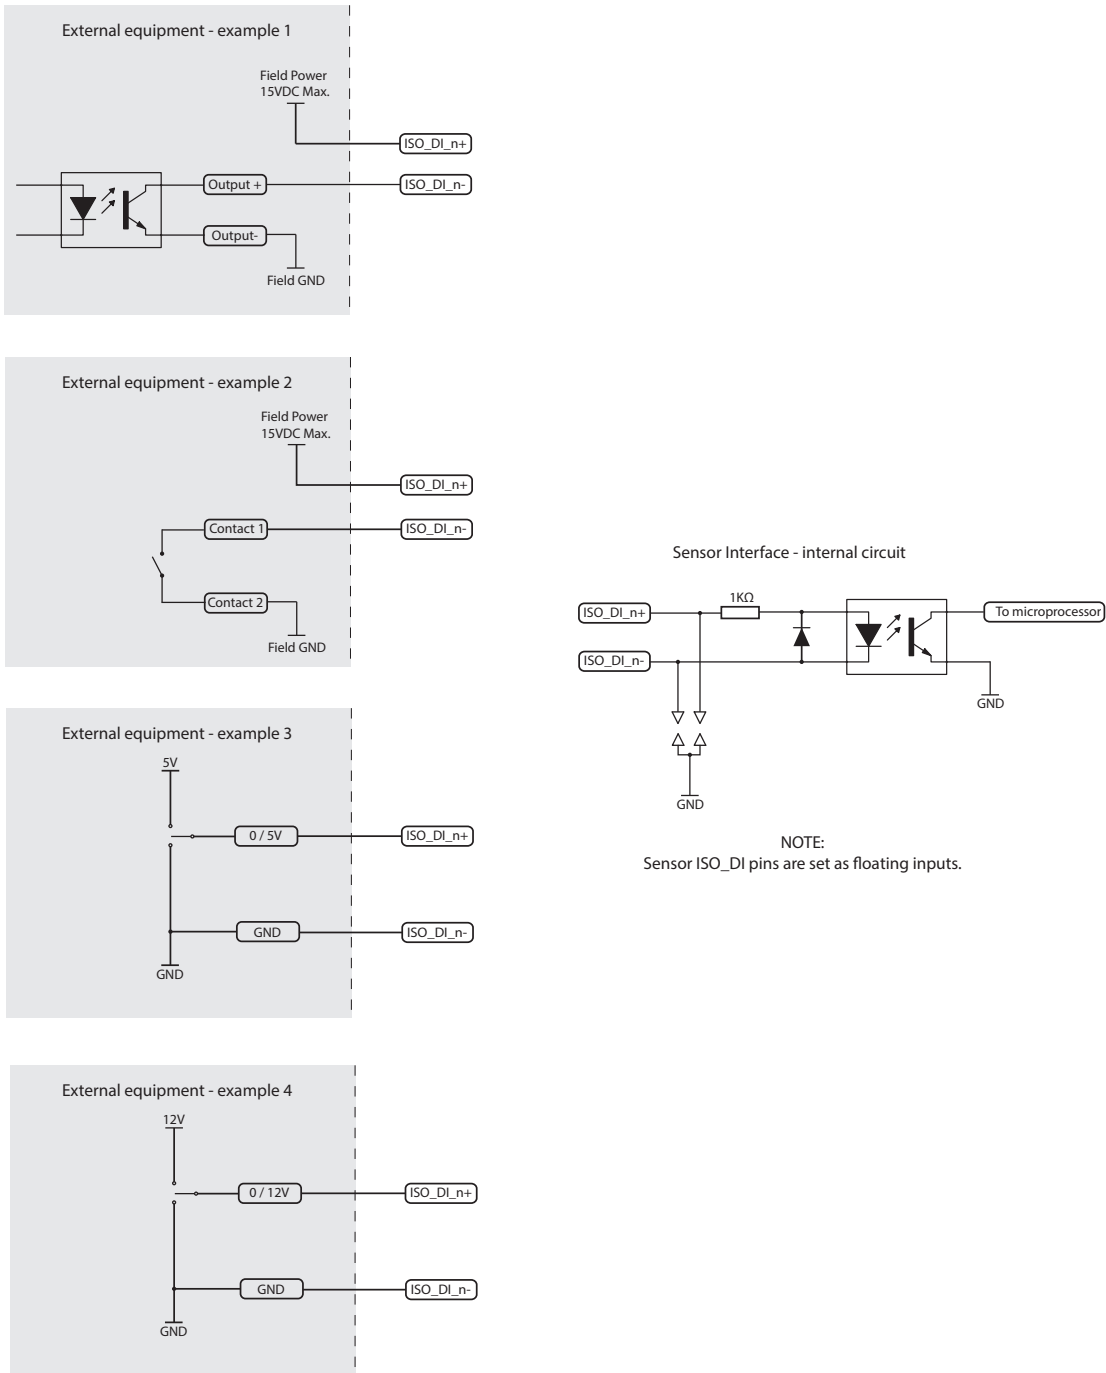 External equipment - example 1
Field Power
15VDC Max.
ISO_DI_n+
Output +
ISO_DI_n-
Output-
Field GND
External equipment - example 2
Field Power
15VDC Max.
ISO_DI_n+
Contact 1
ISO_DI_n-
Contact 2
Field GND
Sensor Interface - internal circuit
1KΩ
ISO_DI_n+
To microprocessor
ISO_DI_n-
GND
GND
NOTE:
Sensor ISO_DI pins are set as floating inputs.
External equipment - example 3
5V
0 / 5V
ISO_DI_n+
GND
ISO_DI_n-
GND
External equipment - example 4
12V
0 / 12V
ISO_DI_n+
GND
ISO_DI_n-
GND